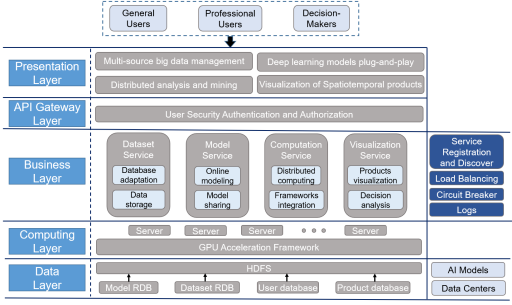 General
Users
Professional
Users
Decision-
Makers
Presentation
Layer
Multi-source big data management
Deep learning models plug-and-play
Distributed analysis and mining
Visualization of Spatiotemporal products
API Gateway
Layer
User Security Authentication and Authorization
Business
Layer
Dataset
Service
Database
adaptation
Data
storage
Model
Service
Online
modeling
Model
sharing
Computation
Service
Distributed
computing
Frameworks
integration
Visualization
Service
Products
visualization
Decision
analysis
Service
Registration
and Discover
Load Balancing
Circuit Breaker
Logs
Computing
Layer
Server
Server
Server
Server
GPU Acceleration Framework
Data
Layer
HDFS
Model RDB
Dataset RDB
User database
Product database
AI Models
Data Centers